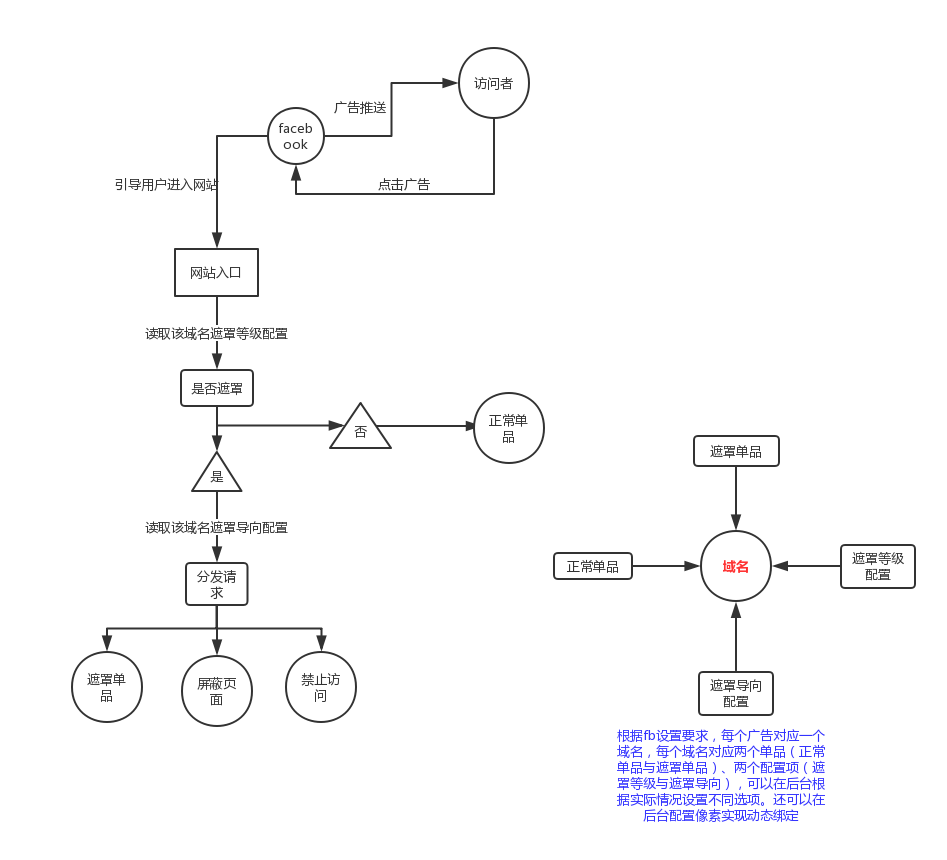 访问者
广告推送
faceb
ook
点击广告
引导用户进入网站
网站入口
读取该域名遮罩等级配置
是否遮罩
否
正常单
品
是
读取该域名遮罩导向配置
分发请
求
遮罩单
品
屏蔽页
面
禁止访
问
遮罩单品
正常单品
域名
遮罩等级
配置
遮罩导向
配置
根据fb设置要求，每个广告对应一个
域名，每个域名对应两个单品（正常
单品与遮罩单品）、两个配置项（遮
罩等级与遮罩导向），可以在后台根
据实际情况设置不同选项。还可以在
后台配置像素实现动态绑定